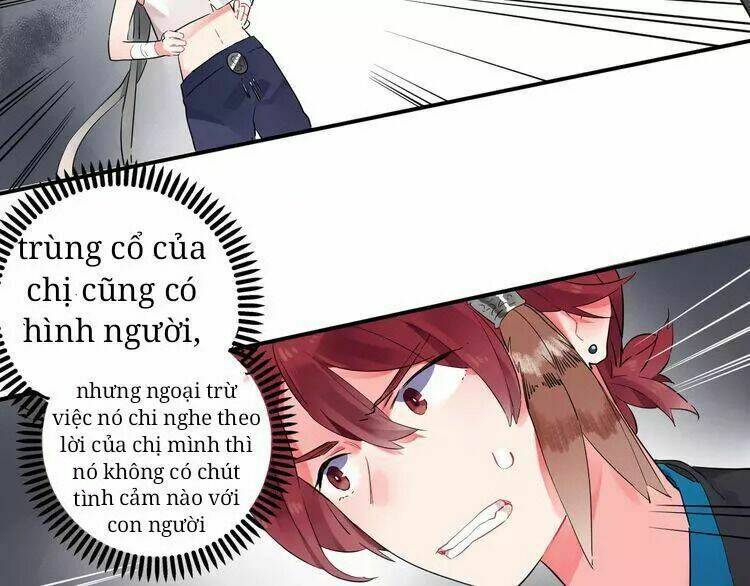 trùng cổ của
chị cũng có
hình người,
nhưng ngoại trừ
việc nó chi nghe theo
lời của chị mình thì
nó không có chút
tình cảm nào với
con người